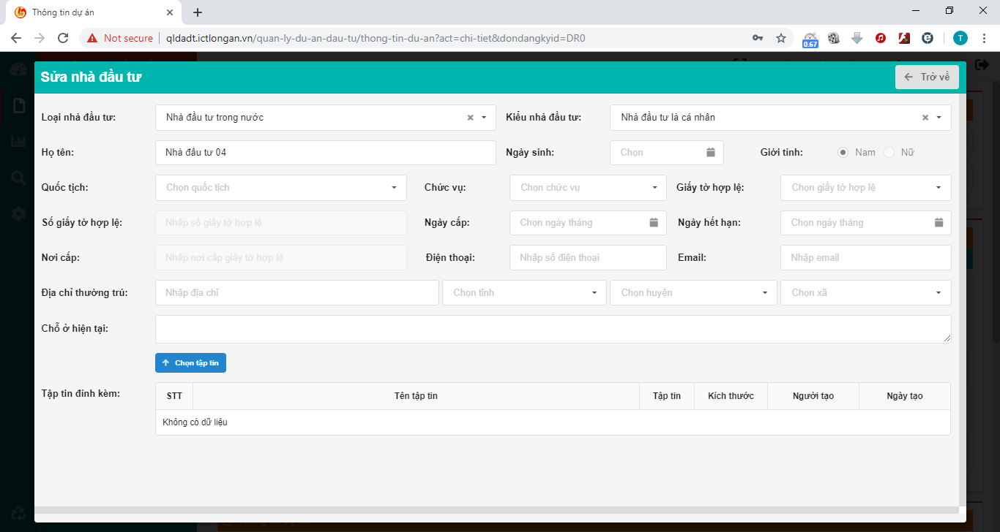 Thông tin dự án
Not secure qldadt.ictlongan.vn/quan-ly-du-an-dau-tu/thong-tin-du-an?act=chi-tiet&dondangkyid=DR0
0.67
T
Sửa nhà đầu tư
Trở về
Loại nhà đầu tư: Nhà đầu tư trong nước Kiểu nhà đầu tư: Nhà đầu tư là cá nhân
Họ tên: Nhà đầu tư 04 Ngày sinh: Chọn Giới tính: Nam Nữ
Quốc tịch: Chọn quốc tịch Chức vụ: Chọn chức vụ Giấy tờ hợp lệ: Chọn giấy tờ hợp lệ
Số giấy tờ hợp lệ: Nhập số giấy tờ hợp lệ Ngày cấp: Chọn ngày tháng Ngày hết hạn: Chọn ngày tháng
Nơi cấp: Nhập nơi cấp giấy tờ hợp lệ Điện thoại: Nhập số điện thoại Email: Nhập email
Địa chỉ thường trú: Nhập địa chỉ Chọn tỉnh Chọn huyện Chọn xã
Chỗ ở hiện tại:
Chọn tập tin
Tập tin đính kèm: STT Tên tập tin Tập tin Kích thước Người tạo Ngày tạo
Không có dữ liệu